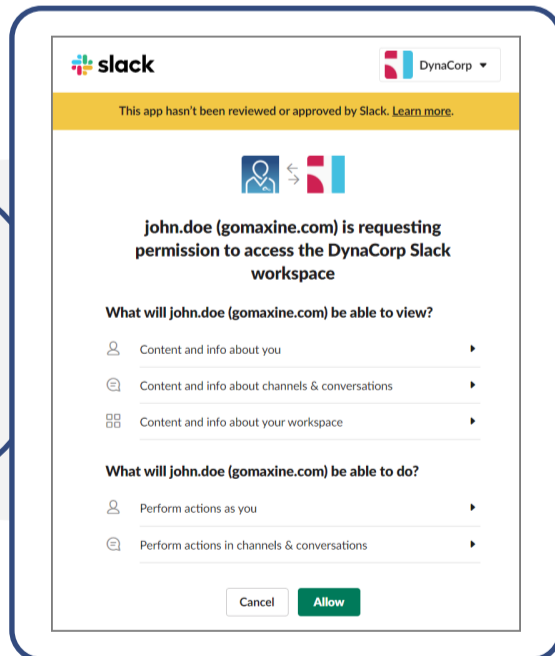 slack
DynaCorp
This app hasn't been reviewed or approved by Slack. Learn more.
john.doe (gomaxine.com) is requesting
permission to access the DynaCorp Slack
workspace
What will john.doe (gomaxine.com) be able to view?
Content and info about you
Content and info about channels & conversations
Content and info about your workspace
What will john.doe (gomaxine.com) be able to do?
Perform actions as you
Perform actions in channels & conversations
Cancel
Allow